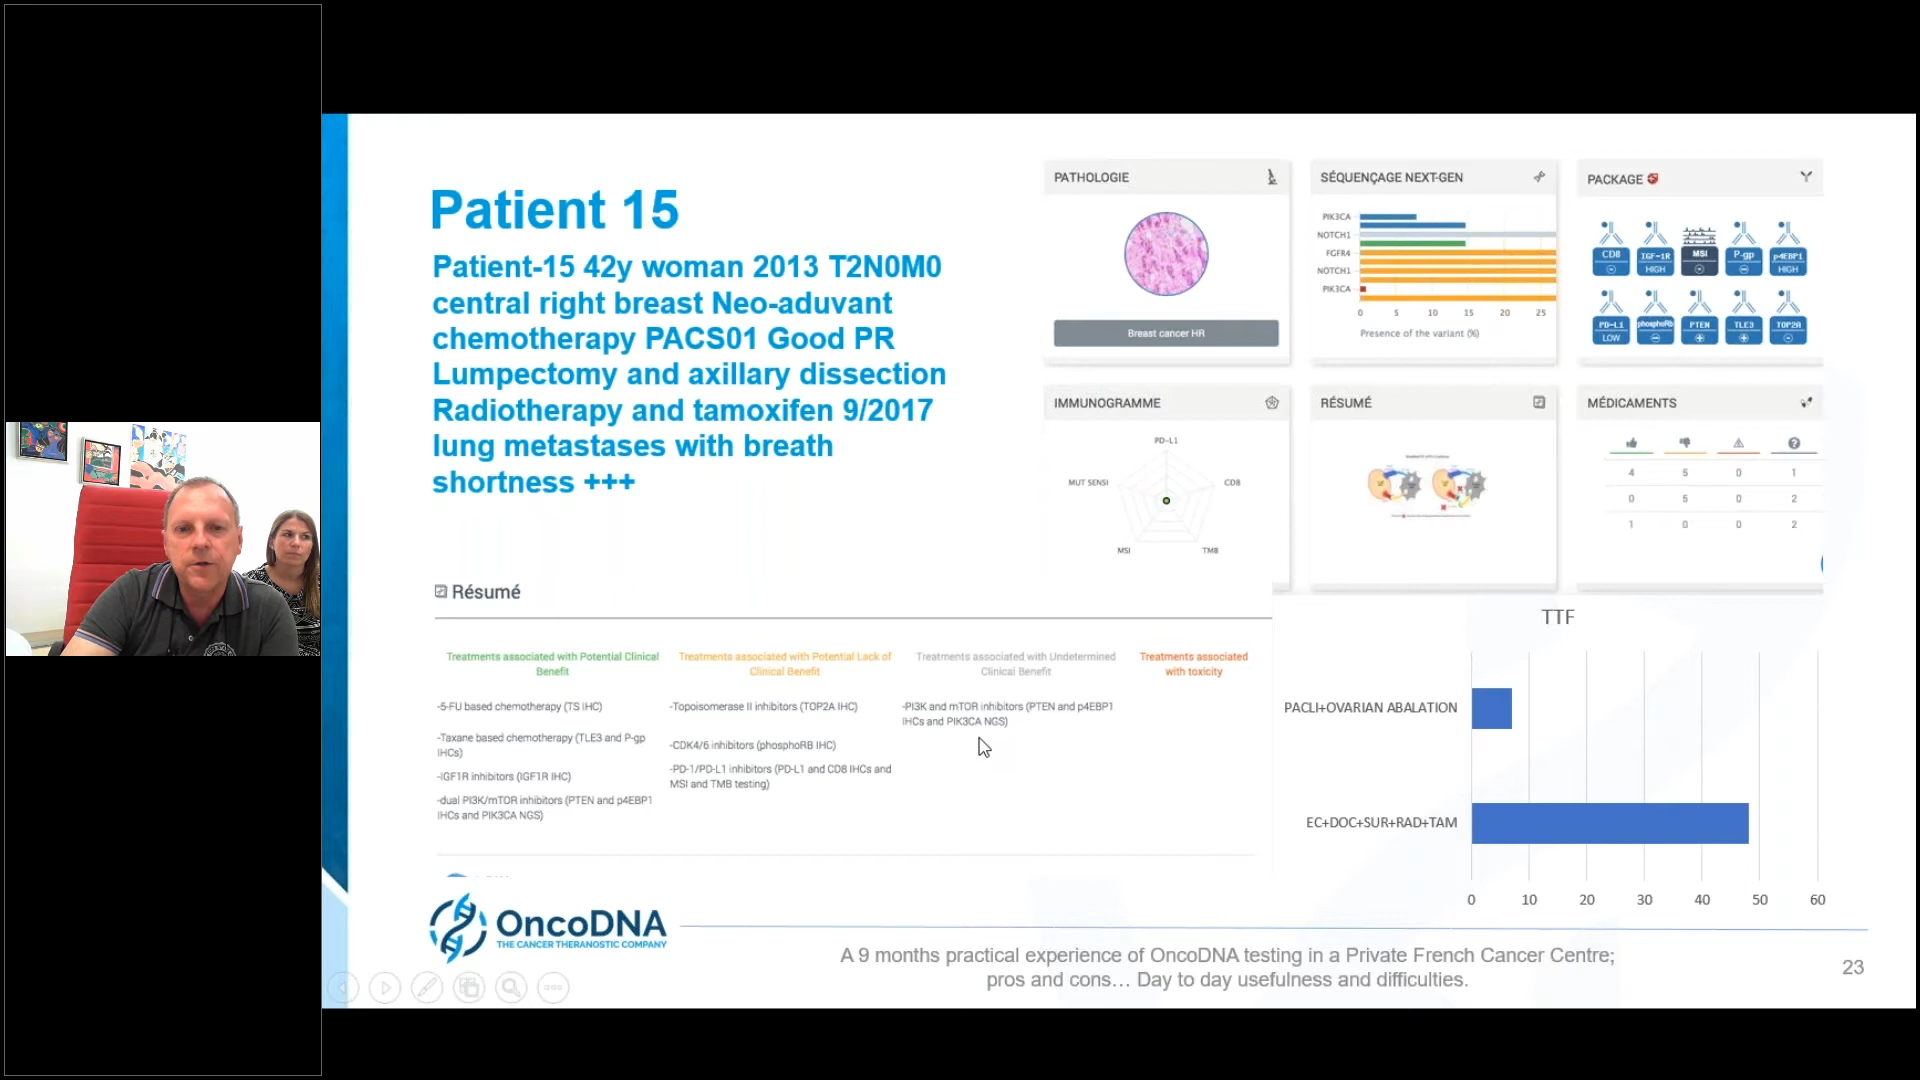 Patient 15
Patient-15 42y woman 2013 T2N0M0
central right breast Neo-aduvant
chemotherapy PACS01 Good PR
Lumpectomy and axillary dissection
Radiotherapy and tamoxifen 9/2017
lung metastases with breath
shortness +++
PATHOLOGIE
Breast cancer HR
SÉQUENÇAGE NEXT-GEN
PIK3CA
NOTCH1
FGFR4
NOTCH1
PIK3CA
0 5 10 15 20 25
Presence of the variant (%)
PACKAGE
CD8 IGF-1R MSI P-gp p4EBP1
HIGH HIGH
PD-L1 phosphoRb PTEN TLE3 TOP2A
LOW
IMMUNOGRAMME
PD-L1
MUT SENSI CD8
MSI TMB
RÉSUMÉ
MÉDICAMENTS
4 5 0 1
0 5 0 2
1 0 0 2
Résumé
Treatments associated with Potential Clinical
Benefit
-5-FU based chemotherapy (TS IHC)
-Taxane based chemotherapy (TLE3 and P-gp
IHCs)
-IGF1R inhibitors (IGF1R IHC)
-dual PI3K/mTOR inhibitors (PTEN and p4EBP1
IHCs and PIK3CA NGS)
Treatments associated with Potential Lack of
Clinical Benefit
-Topoisomerase II inhibitors (TOP2A IHC)
-CDK4/6 inhibitors (phosphoRB IHC)
-PD-1/PD-L1 inhibitors (PD-L1 and CD8 IHCs and
MSI and TMB testing)
Treatments associated with Undetermined
Clinical Benefit
-PI3K and mTOR inhibitors (PTEN and p4EBP1
IHCs and PIK3CA NGS)
Treatments associated
with toxicity
TTF
PACLI+OVARIAN ABALATION
EC+DOC+SUR+RAD+TAM
0 10 20 30 40 50 60
OncoDNA
THE CANCER THERANOSTIC COMPANY
A 9 months practical experience of OncoDNA testing in a Private French Cancer Centre;
pros and cons… Day to day usefulness and difficulties.
23